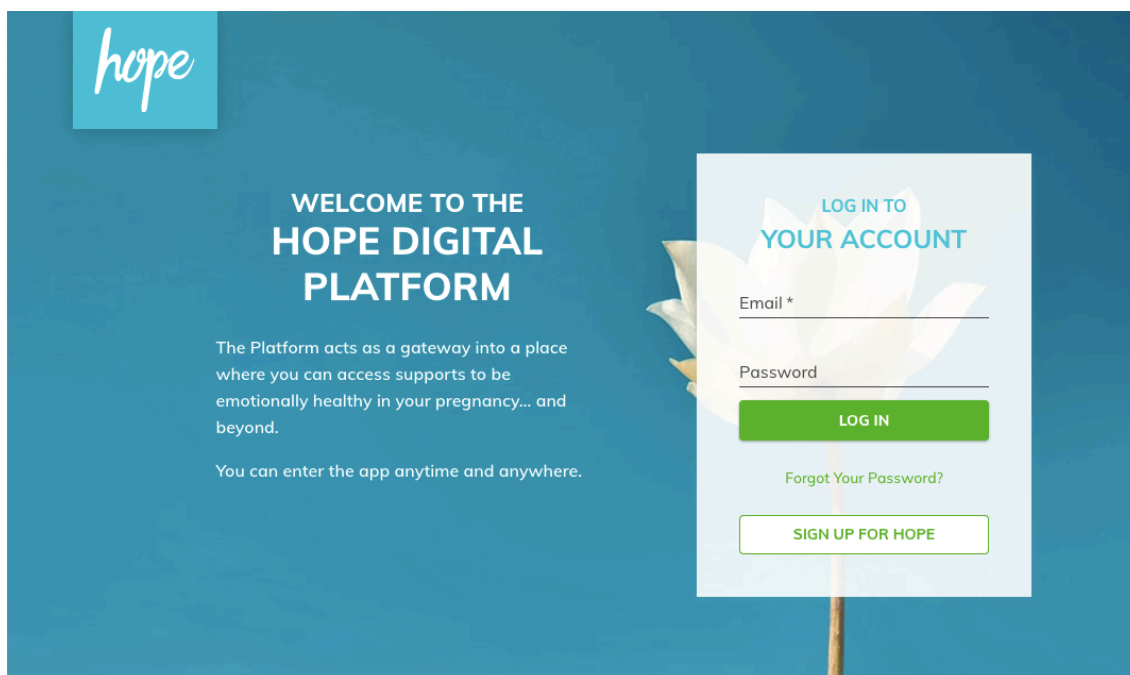 hope
WELCOME TO THE
HOPE DIGITAL
PLATFORM
The Platform acts as a gateway into a place
where you can access supports to be
emotionally healthy in your pregnancy... and
beyond.
You can enter the app anytime and anywhere.
LOG IN TO
YOUR ACCOUNT
Email *
Password
LOG IN
Forgot Your Password?
SIGN UP FOR HOPE